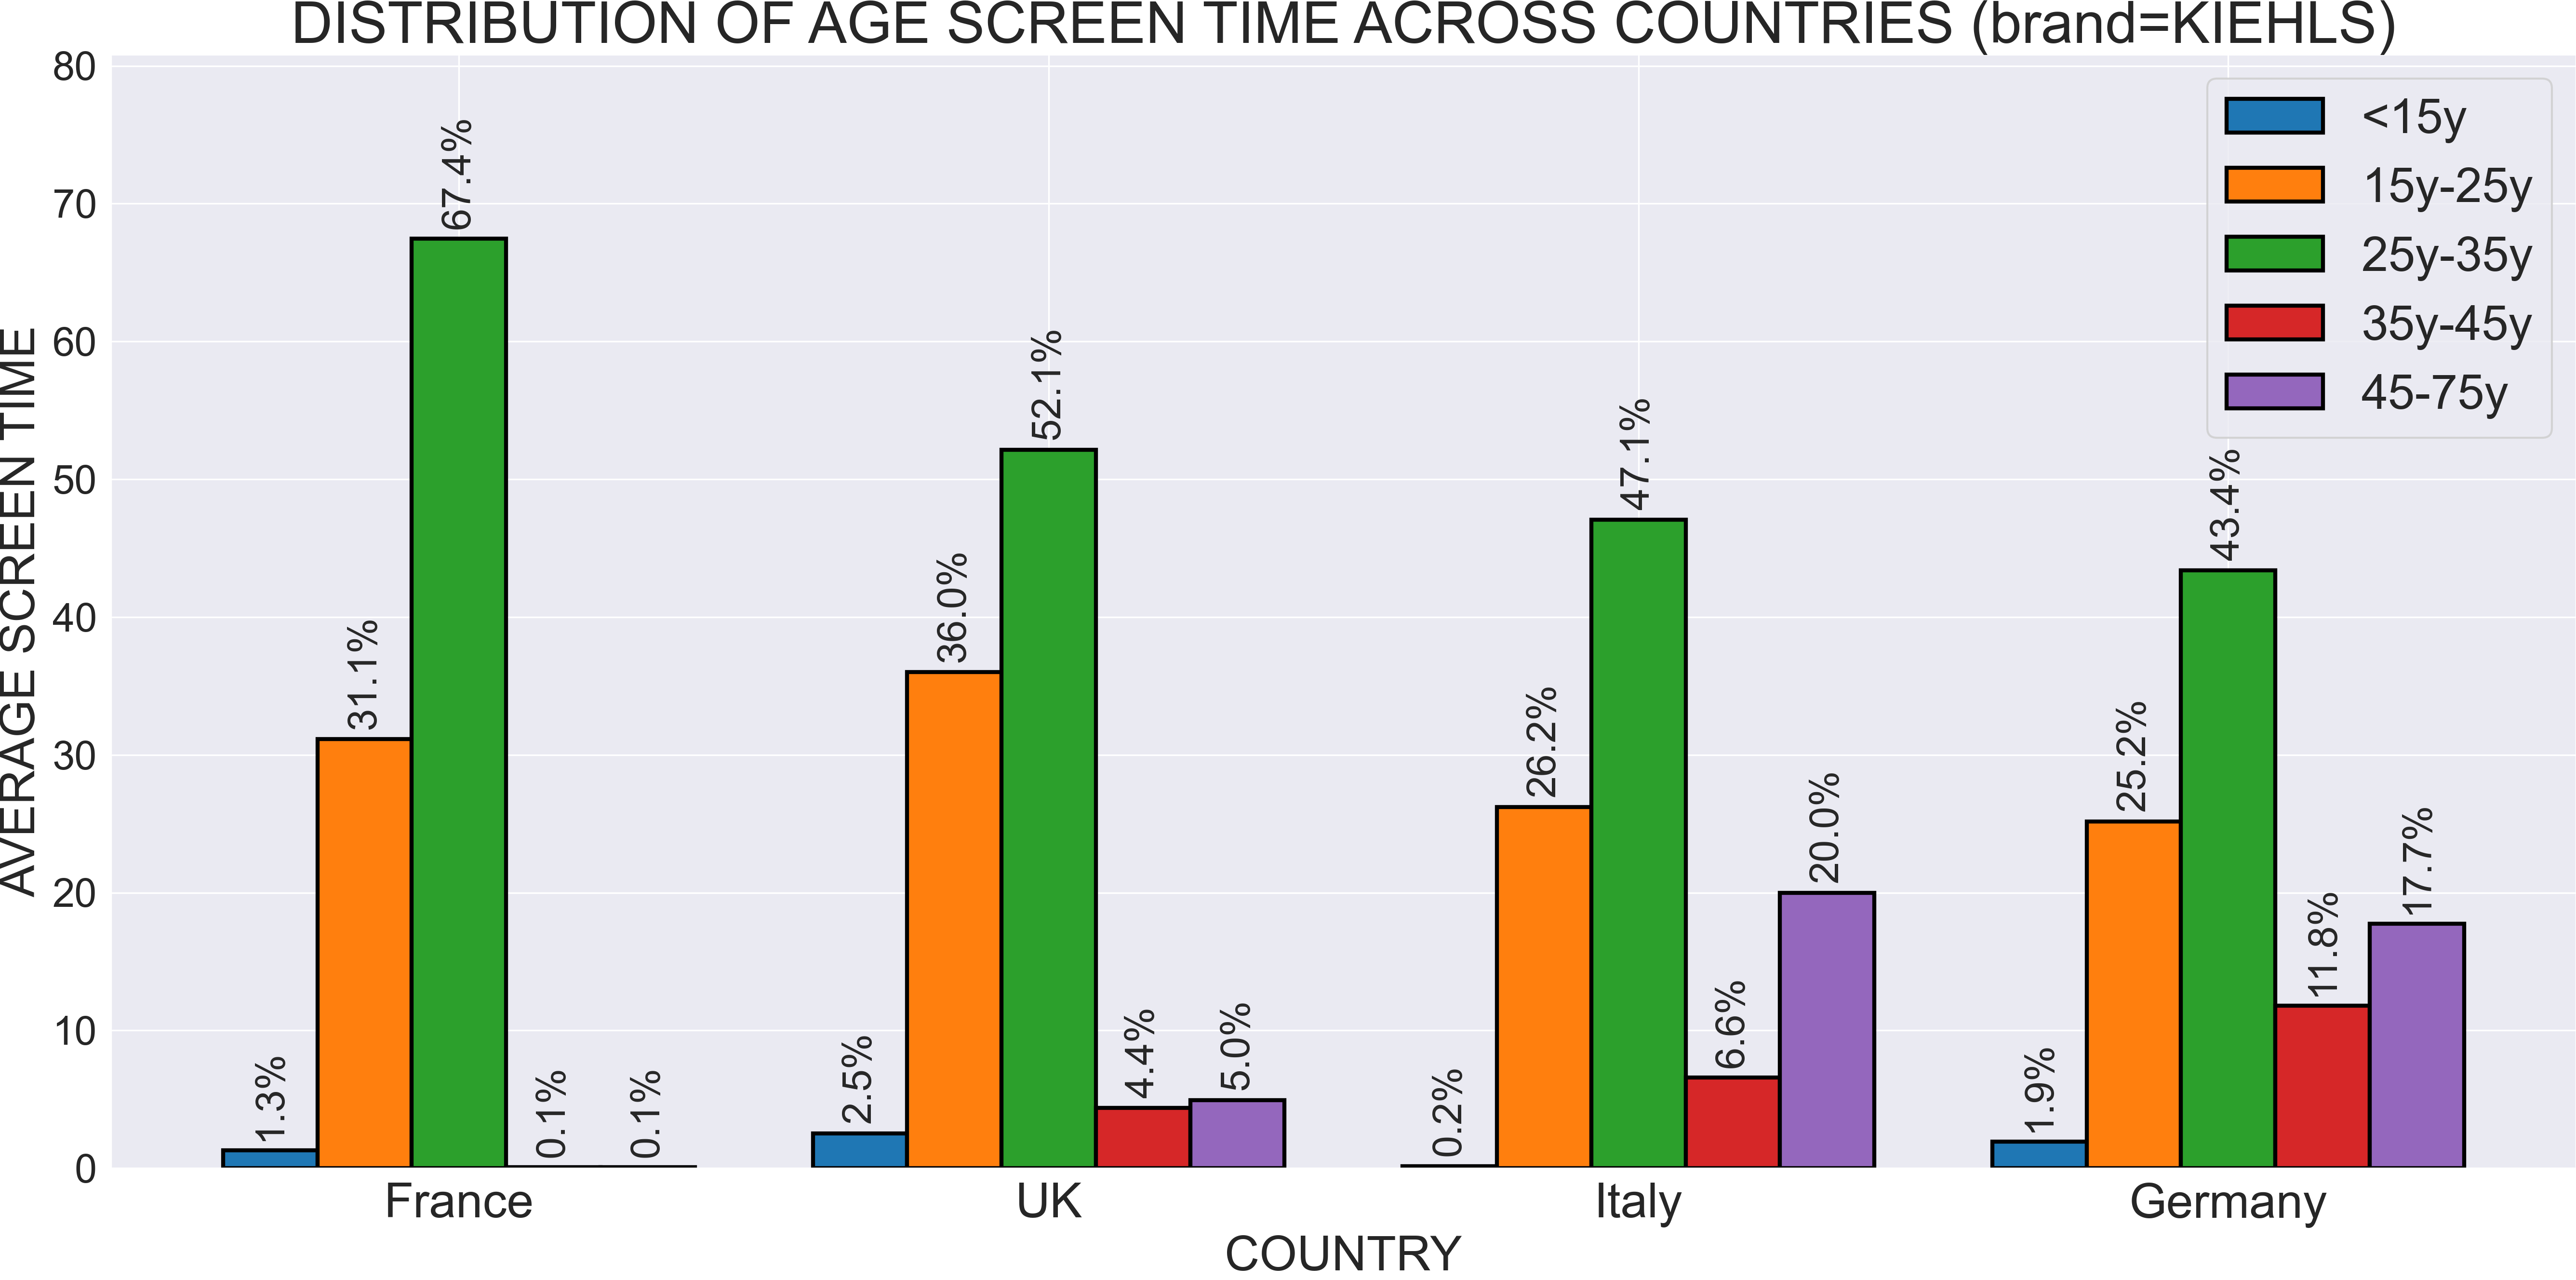 DISTRIBUTION OF AGE SCREEN TIME ACROSS COUNTRIES (brand=KIEHLS)
AVERAGE SCREEN TIME
80
70
60
50
40
30
20
10
0
<15y
15y-25y
25y-35y
35y-45y
45-75y
1.3%
31.1%
67.4%
0.1%
0.1%
2.5%
36.0%
52.1%
4.4%
5.0%
0.2%
26.2%
47.1%
6.6%
20.0%
1.9%
25.2%
43.4%
11.8%
17.7%
France
UK
Italy
Germany
COUNTRY